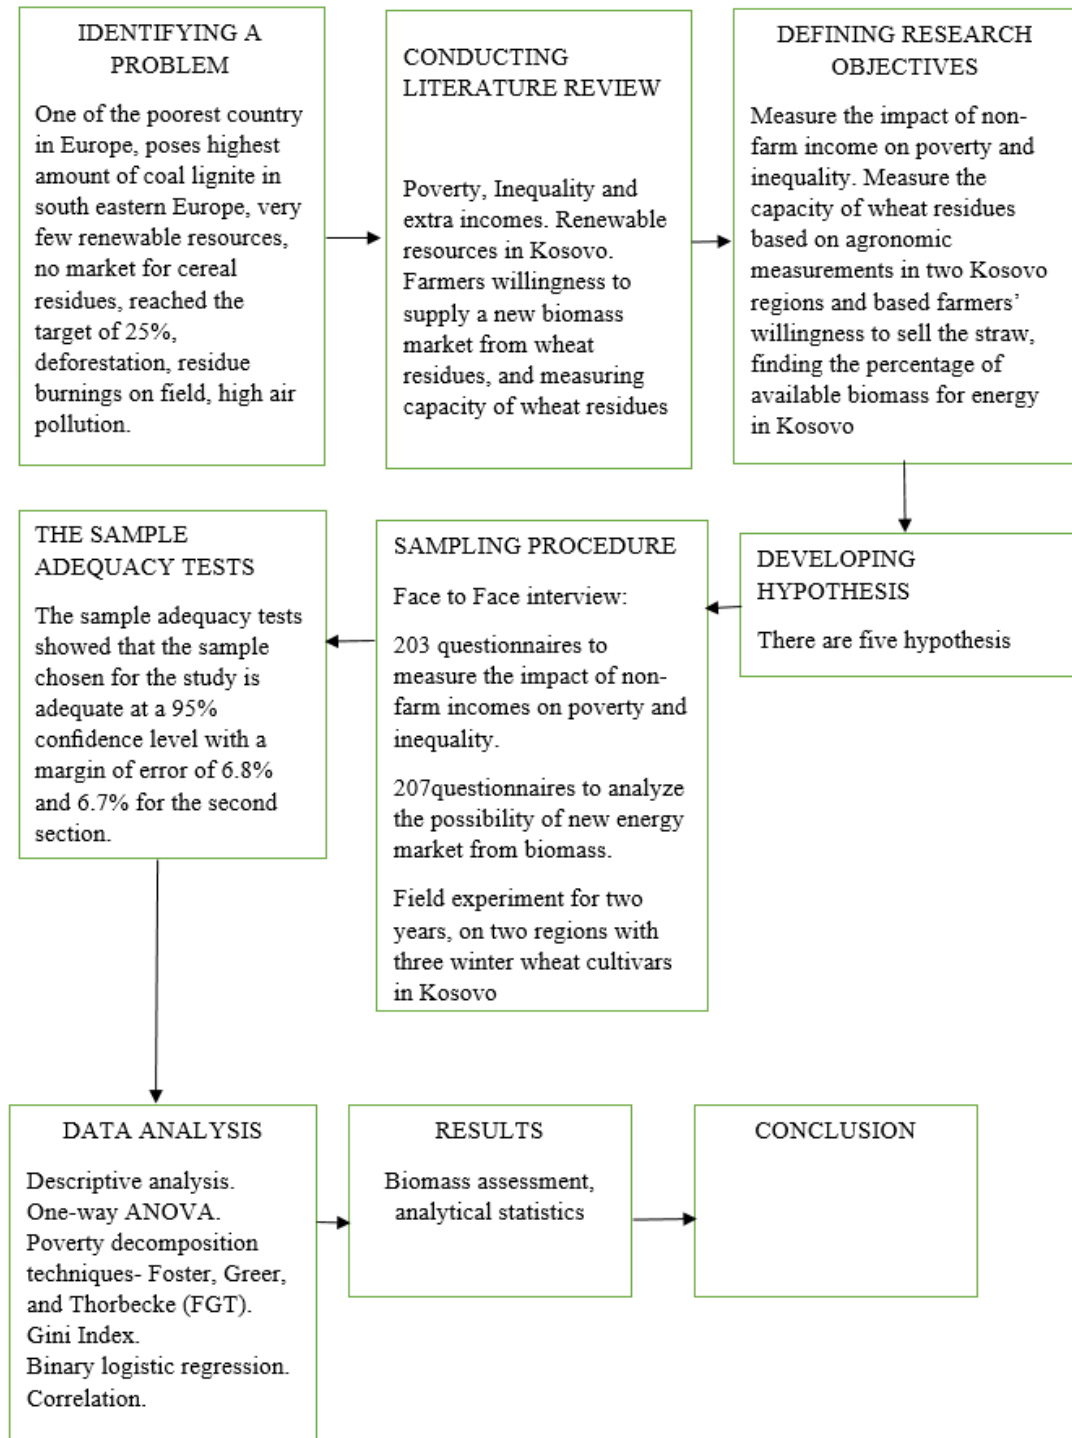 IDENTIFYING A
PROBLEM
One of the poorest country
in Europe, poses highest
amount of coal lignite in
south eastern Europe, very
few renewable resources,
no market for cereal
residues, reached the
target of 25%,
deforestation, residue
burnings on field, high air
pollution.
CONDUCTING
LITERATURE REVIEW
Poverty, Inequality and
extra incomes. Renewable
resources in Kosovo.
Farmers willingness to
supply a new biomass
market from wheat
residues, and measuring
capacity of wheat residues
DEFINING RESEARCH
OBJECTIVES
Measure the impact of non-
farm income on poverty and
inequality. Measure the
capacity of wheat residues
based on agronomic
measurements in two Kosovo
regions and based farmers’
willingness to sell the straw,
finding the percentage of
available biomass for energy
in Kosovo
DEVELOPING
HYPOTHESIS
There are five hypothesis
SAMPLING PROCEDURE
Face to Face interview:
203 questionnaires to
measure the impact of non-
farm incomes on poverty and
inequality.
207questionnaires to analyze
the possibility of new energy
market from biomass.
Field experiment for two
years, on two regions with
three winter wheat cultivars
in Kosovo
THE SAMPLE
ADEQUACY TESTS
The sample adequacy tests
showed that the sample
chosen for the study is
adequate at a 95%
confidence level with a
margin of error of 6.8%
and 6.7% for the second
section.
DATA ANALYSIS
Descriptive analysis.
One-way ANOVA.
Poverty decomposition
techniques- Foster, Greer,
and Thorbecke (FGT).
Gini Index.
Binary logistic regression.
Correlation.
RESULTS
Biomass assessment,
analytical statistics
CONCLUSION